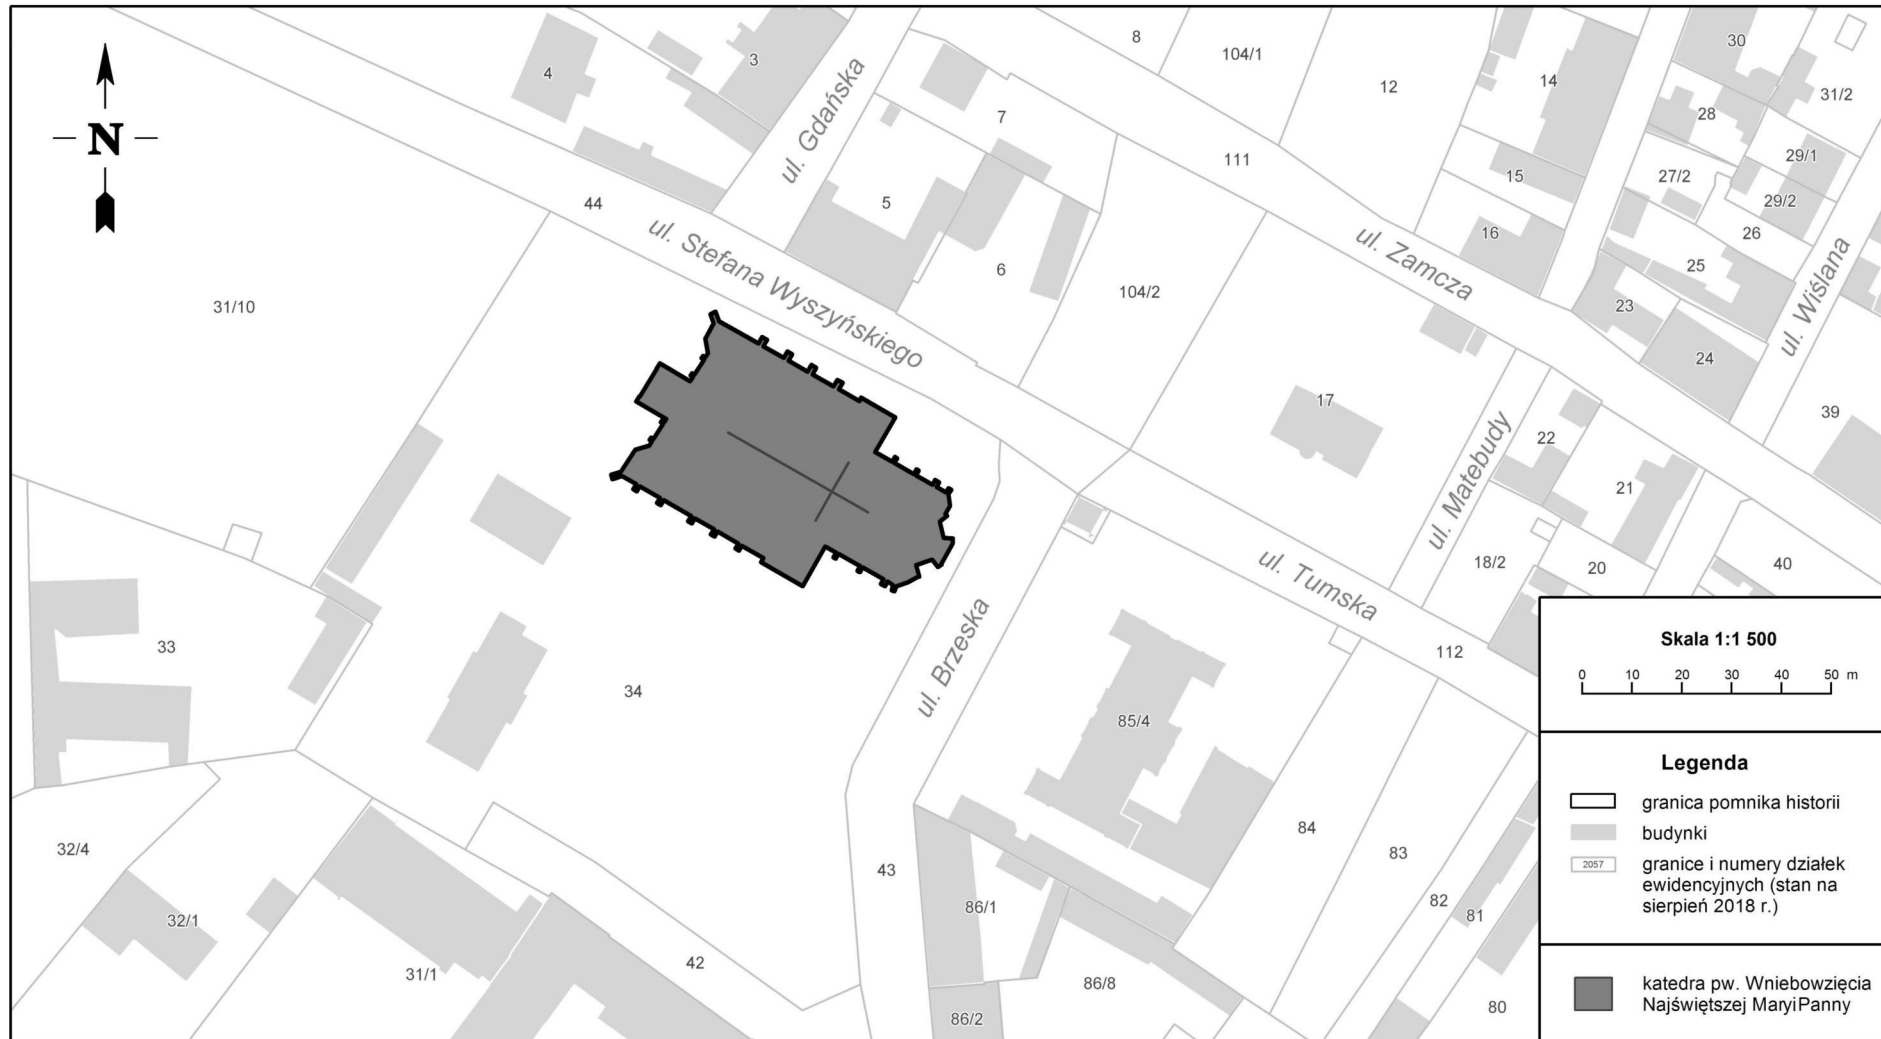 8
104/1
30
4
3
12
14
31/2
7
28
ul. Gdańska
N
111
29/1
15
27/2
29/2
44
5
16
26
ul. Stefana Wyszyńskiego
ul. Zamcza
6
25
ul. Wiślana
104/2
31/10
23
24
17
39
22
ul. Matebudy
21
ul. Tumska
18/2
20
40
33
ul. Brzeska
112
34
85/4
84
32/4
83
43
82
86/1
81
32/1
42
31/1
86/8
80
86/2
Skala 1:1 500
0 10 20 30 40 50 m
Legenda
granica pomnika historii
budynki
2057
granice i numery działek
ewidencyjnych (stan na
sierpień 2018 r.)
katedra pw. Wniebowzięcia
Najświętszej MaryiPanny